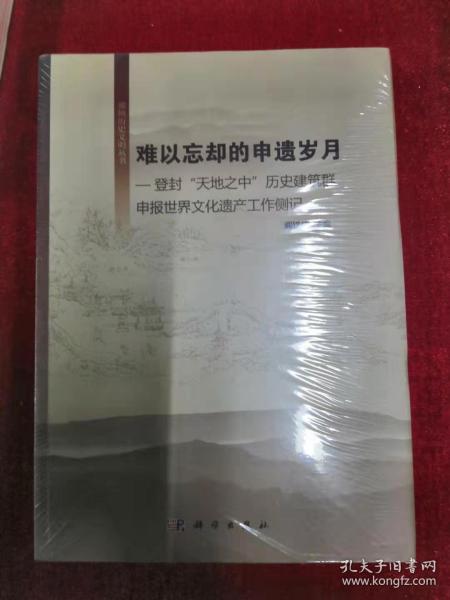 难以忘却的申遗岁月
—登封“天地之中”历史建筑群
申报世界文化遗产工作侧记
科学出版社
孔夫子旧书网
www.kongfz.com